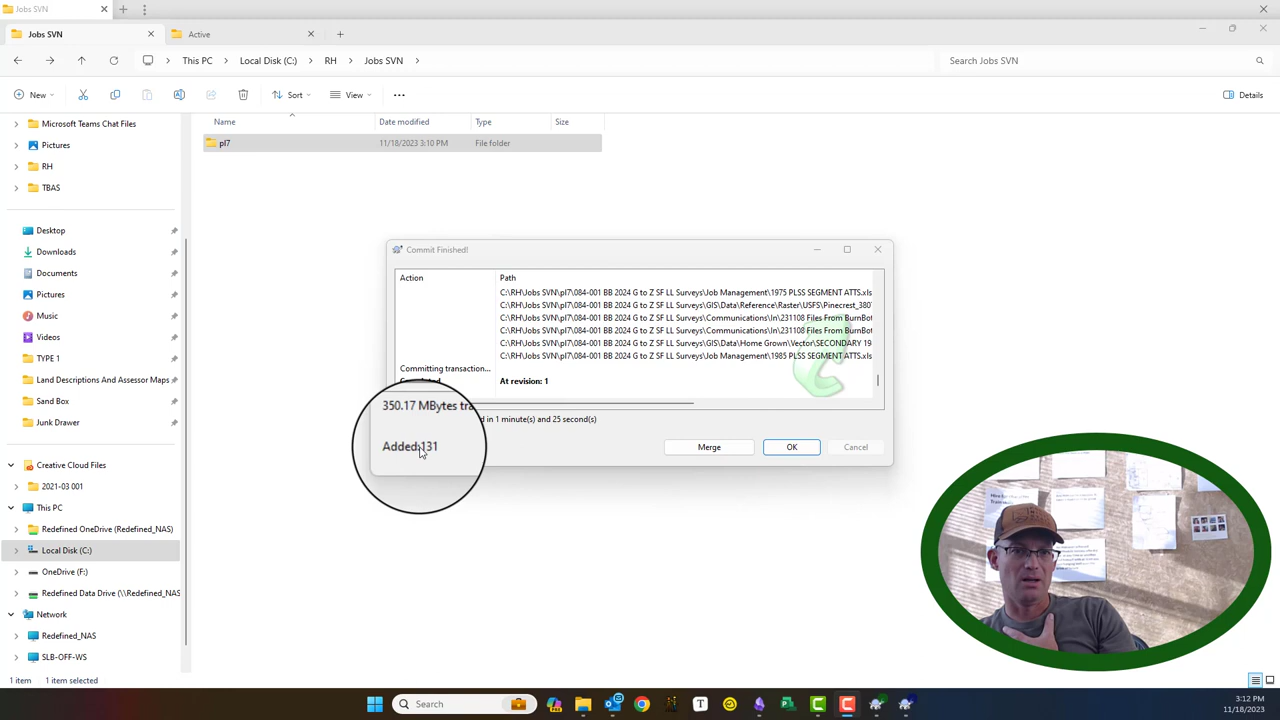 Jobs SVN
Jobs SVN
Active
This PC
Local Disk (C:)
RH
Jobs SVN
Search Jobs SVN
New
Sort
View
Details
Name
Date modified
Type
Size
pl7
11/18/2023 3:10 PM
File folder
Microsoft Teams Chat Files
Pictures
RH
TBAS
Desktop
Downloads
Documents
Pictures
Music
Videos
TYPE 1
Land Descriptions And Assessor Maps
Sand Box
Junk Drawer
Creative Cloud Files
2021-03 001
This PC
Redefined OneDrive (Redefined_NAS)
Local Disk (C:)
OneDrive (F:)
Redefined Data Drive (\\Redefined_NAS
Network
Redefined_NAS
SLB-OFF-WS
Commit Finished!
Action
Path
C:\RH\Jobs SVN\pl7\084-001 BB 2024 G to Z SF LL Surveys\Job Management\1975 PLSS SEGMENT ATTS.xls
C:\RH\Jobs SVN\pl7\084-001 BB 2024 G to Z SF LL Surveys\GIS\Data\Reference\Raster\USFS\Pinecrest_380
C:\RH\Jobs SVN\pl7\084-001 BB 2024 G to Z SF LL Surveys\Communications\In\231108 Files From BurnBot
C:\RH\Jobs SVN\pl7\084-001 BB 2024 G to Z SF LL Surveys\Communications\In\231108 Files From BurnBot
C:\RH\Jobs SVN\pl7\084-001 BB 2024 G to Z SF LL Surveys\GIS\Data\Home Grown\Vector\SECONDARY 19
C:\RH\Jobs SVN\pl7\084-001 BB 2024 G to Z SF LL Surveys\Job Management\1985 PLSS SEGMENT ATTS.xls
Committing transaction...
At revision: 1
350.17 MBytes tra
d in 1 minute(s) and 25 second(s)
Added:131
Merge
OK
Cancel
1 item
1 item selected
Search
3:12 PM
11/18/2023